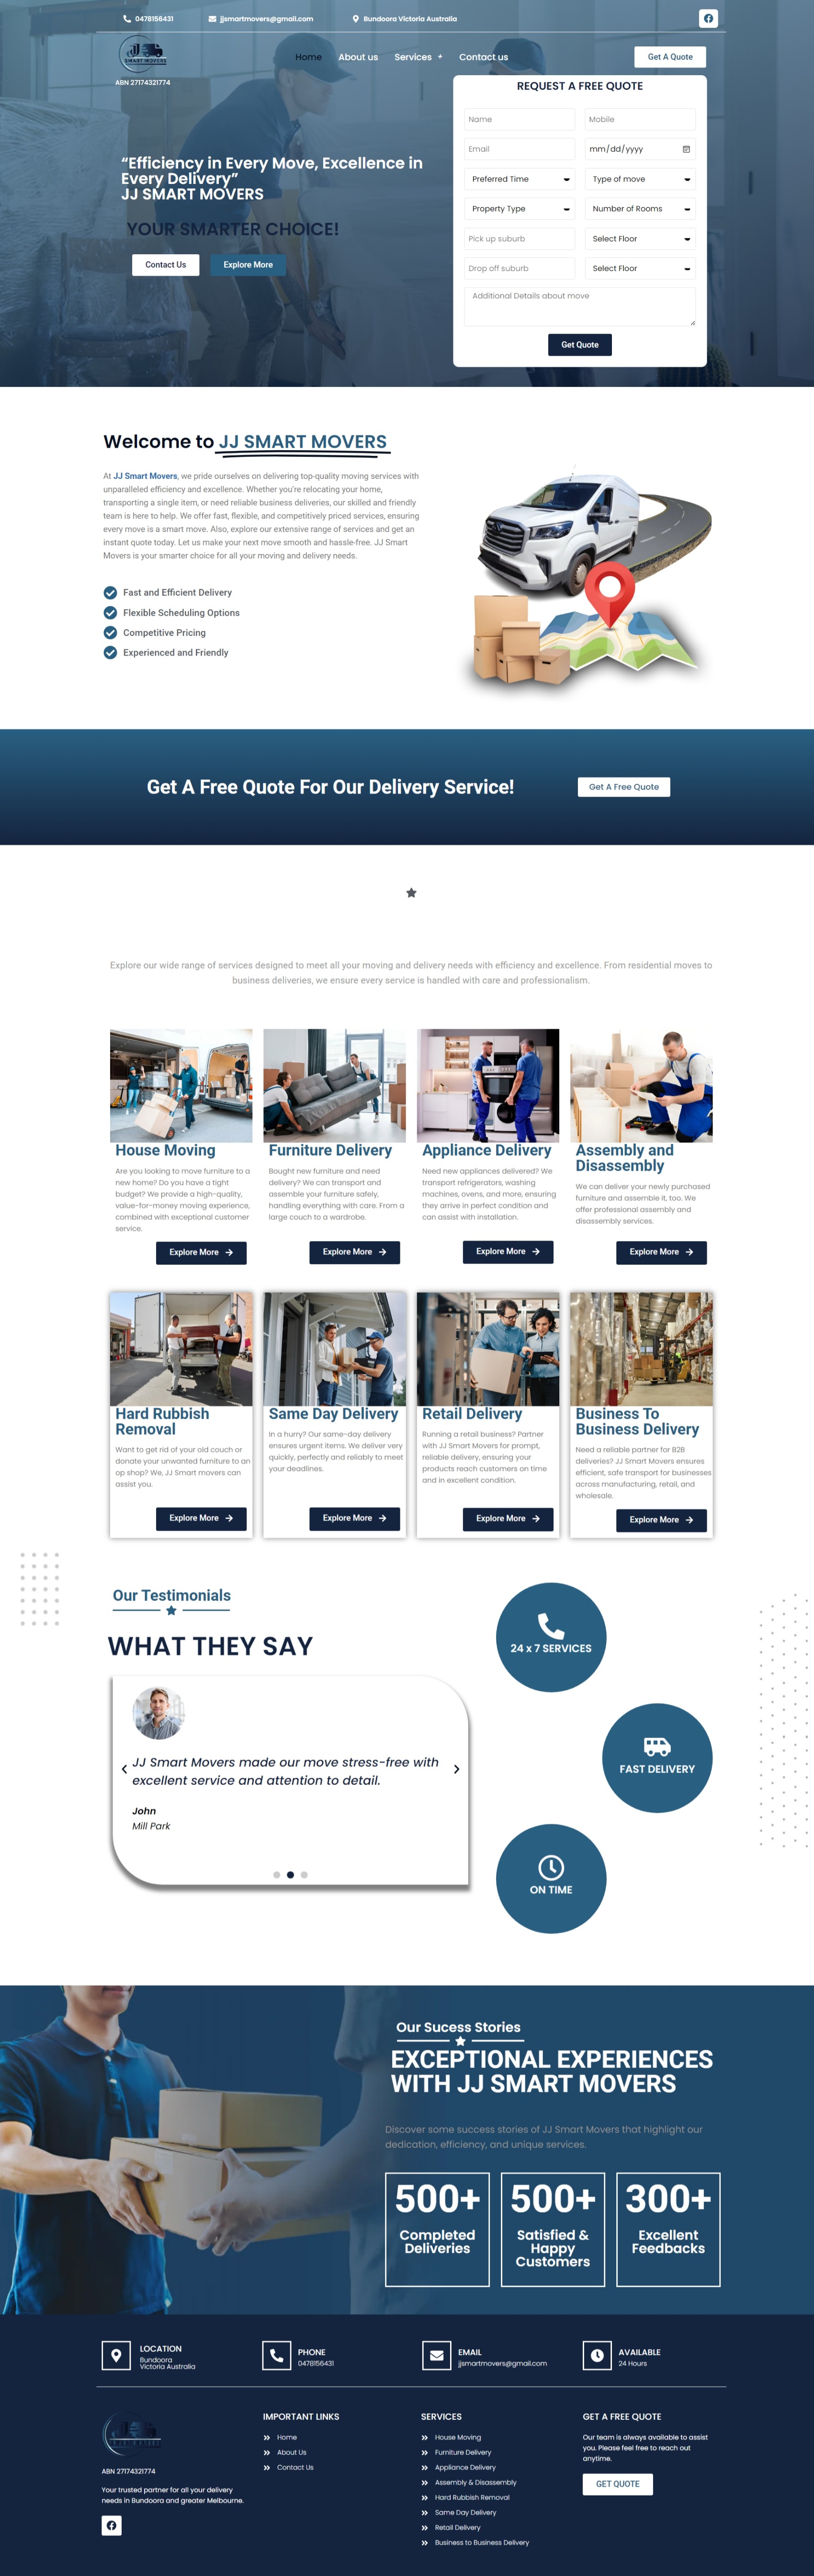 0478156431
jjsmartmovers@gmail.com
Bundoora Victoria Australia
SMART MOVERS
ABN 27174321774
Home
About us
Services +
Contact us
Get A Quote
REQUEST A FREE QUOTE
Name
Mobile
Email
mm/dd/yyyy
Preferred Time
Type of move
Property Type
Number of Rooms
Pick up suburb
Select Floor
Drop off suburb
Select Floor
Additional Details about move
Get Quote
“Efficiency in Every Move, Excellence in
Every Delivery”
JJ SMART MOVERS
YOUR SMARTER CHOICE!
Contact Us
Explore More
Welcome to JJ SMART MOVERS
At JJ Smart Movers, we pride ourselves on delivering top-quality moving services with
unparalleled efficiency and excellence. Whether you’re relocating your home,
transporting a single item, or need reliable business deliveries, our skilled and friendly
team is here to help. We offer fast, flexible, and competitively priced services, ensuring
every move is a smart move. Also, explore our extensive range of services and get an
instant quote today. Let us make your next move smooth and hassle-free. JJ Smart
Movers is your smarter choice for all your moving and delivery needs.
Fast and Efficient Delivery
Flexible Scheduling Options
Competitive Pricing
Experienced and Friendly
Get A Free Quote For Our Delivery Service!
Get A Free Quote
Explore our wide range of services designed to meet all your moving and delivery needs with efficiency and excellence. From residential moves to
business deliveries, we ensure every service is handled with care and professionalism.
House Moving
Are you looking to move furniture to a
new home? Do you have a tight
budget? We provide a high-quality,
value-for-money moving experience,
combined with exceptional customer
service.
Explore More
Furniture Delivery
Bought new furniture and need
delivery? We can transport and
assemble your furniture safely,
handling everything with care. From a
large couch to a wardrobe.
Explore More
Appliance Delivery
Need new appliances delivered? We
transport refrigerators, washing
machines, ovens, and more, ensuring
they arrive in perfect condition and
can assist with installation.
Explore More
Assembly and
Disassembly
We can deliver your newly purchased
furniture and assemble it, too. We
offer professional assembly and
disassembly services.
Explore More
Hard Rubbish
Removal
Want to get rid of your old couch or
donate your unwanted furniture to an
op shop? We, JJ Smart movers can
assist you.
Explore More
Same Day Delivery
In a hurry? Our same-day delivery
ensures urgent items. We deliver very
quickly, perfectly and reliably to meet
your deadlines.
Explore More
Retail Delivery
Running a retail business? Partner
with JJ Smart Movers for prompt,
reliable delivery, ensuring your
products reach customers on time
and in excellent condition.
Explore More
Business To
Business Delivery
Need a reliable partner for B2B
deliveries? JJ Smart Movers ensures
efficient, safe transport for businesses
across manufacturing, retail, and
wholesale.
Explore More
Our Testimonials
WHAT THEY SAY
JJ Smart Movers made our move stress-free with
excellent service and attention to detail.
John
Mill Park
24 x 7 SERVICES
FAST DELIVERY
ON TIME
Our Sucess Stories
EXCEPTIONAL EXPERIENCES
WITH JJ SMART MOVERS
Discover some success stories of JJ Smart Movers that highlight our
dedication, efficiency, and unique services.
500+
Completed
Deliveries
500+
Satisfied &
Happy
Customers
300+
Excellent
Feedbacks
LOCATION
Bundoora
Victoria Australia
PHONE
0478156431
EMAIL
jjsmartmovers@gmail.com
AVAILABLE
24 Hours
ABN 27174321774
Your trusted partner for all your delivery
needs in Bundoora and greater Melbourne.
IMPORTANT LINKS
Home
About Us
Contact Us
SERVICES
House Moving
Furniture Delivery
Appliance Delivery
Assembly & Disassembly
Hard Rubbish Removal
Same Day Delivery
Retail Delivery
Business to Business Delivery
GET A FREE QUOTE
Our team is always available to assist
you. Please feel free to reach out
anytime.
GET QUOTE